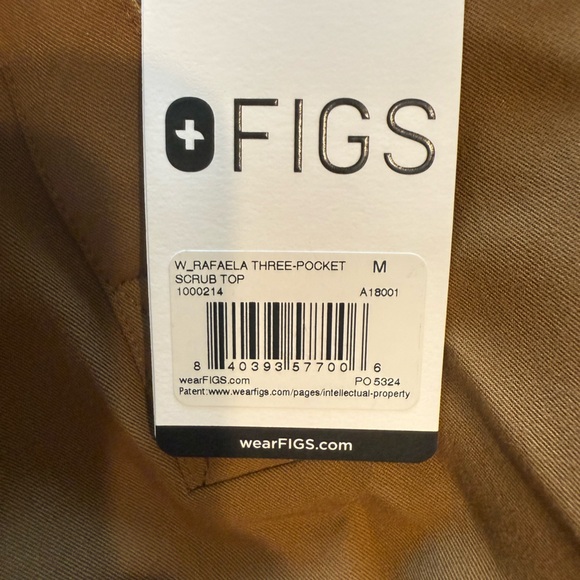 FIGS
W_RAFAELA THREE-POCKET M
SCRUB TOP
1000214 A18001
8 40393 57700 6
wearFIGS.com PO 5324
Patent:www.wearfigs.com/pages/intellectual-property
wearFIGS.com